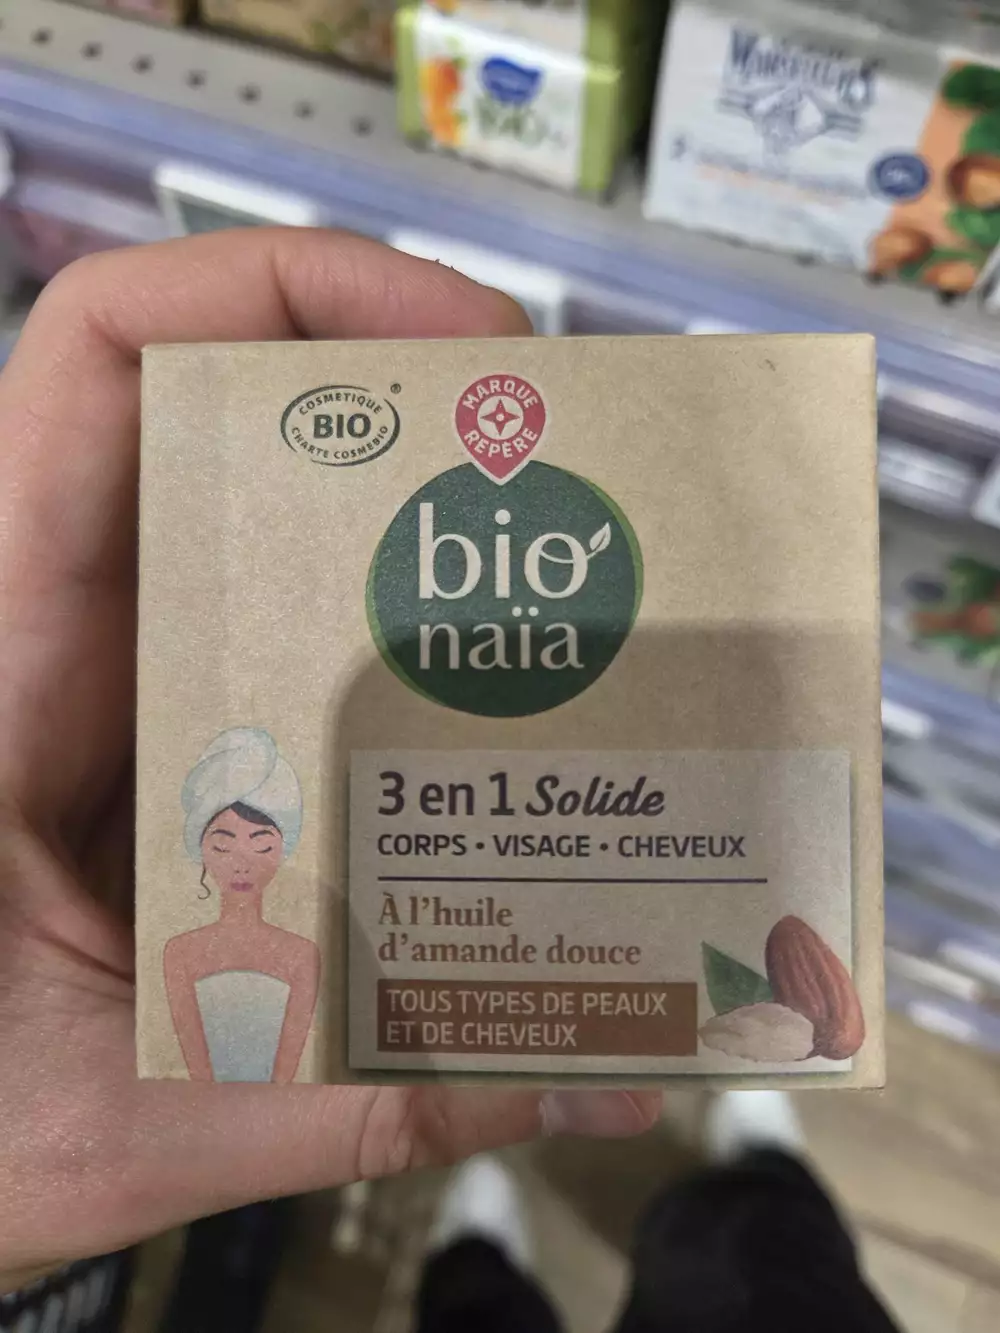 COSMETIQUE
BIO
CHARTE COSMEBIO
®
MARQUE
REPÈRE
bio
naïa
3 en 1 Solide
CORPS • VISAGE • CHEVEUX
À l'huile
d'amande douce
TOUS TYPES DE PEAUX
ET DE CHEVEUX